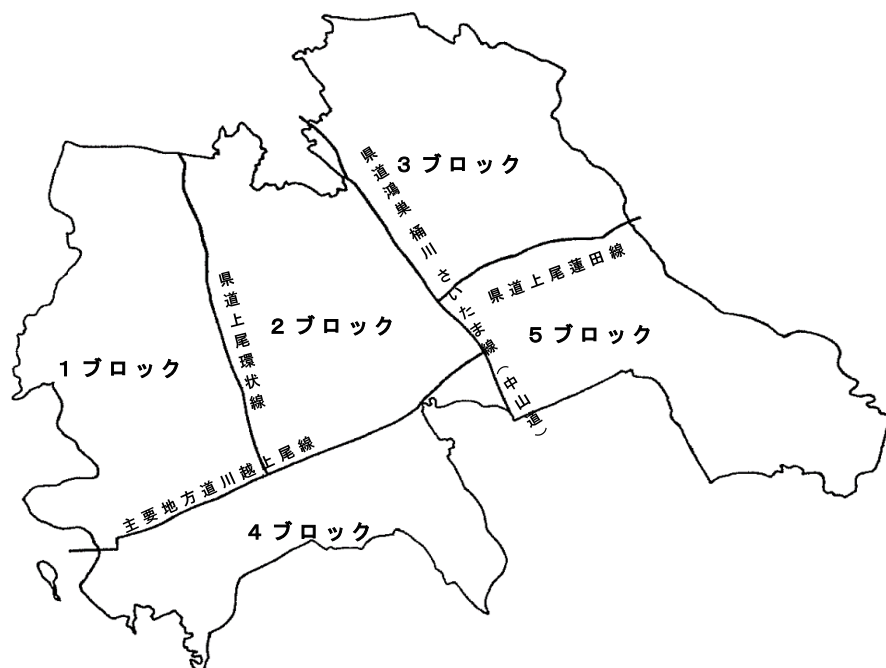 県道鴻巣桶川さいたま線(中山道)
3ブロック
県道上尾環状線
県道上尾蓮田線
2ブロック
5ブロック
1ブロック
主要地方道川越上尾線
4ブロック